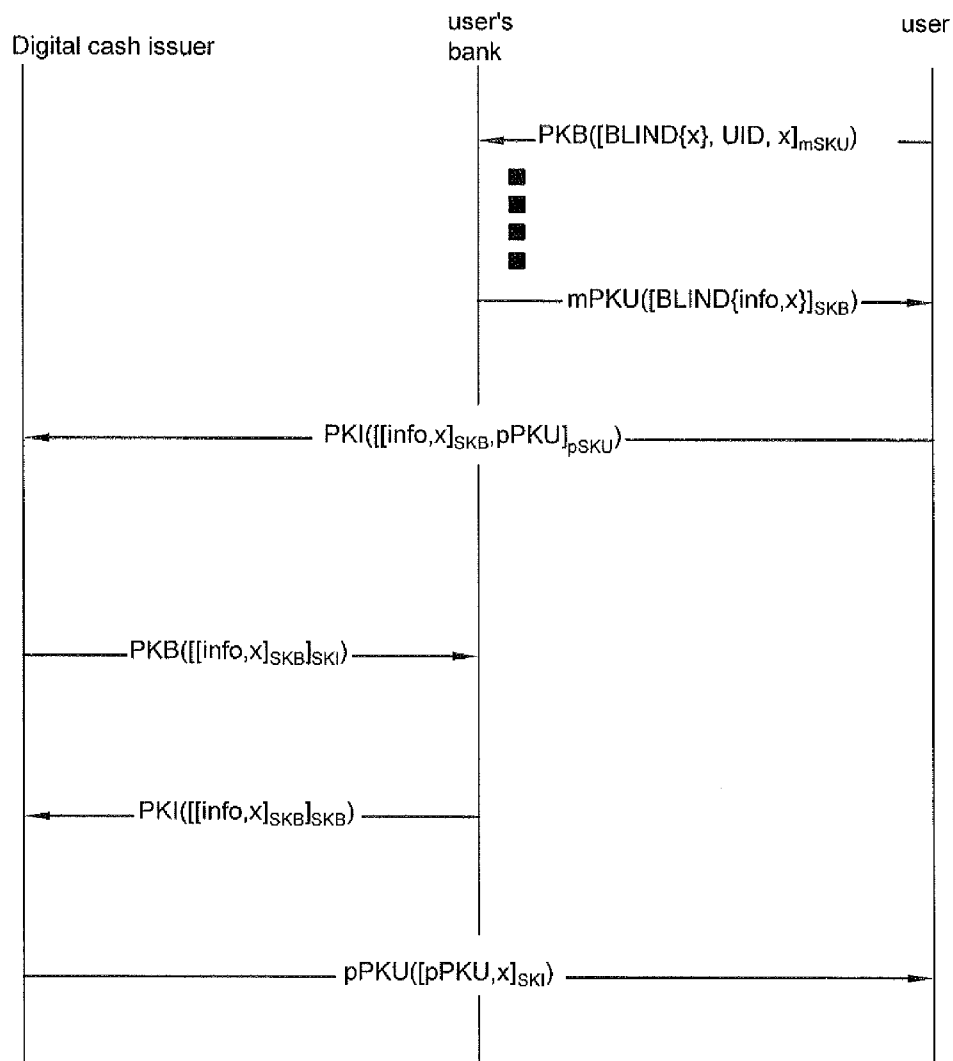 Digital cash issuer
user's
bank
user
PKB([BLIND{x}, UID, x]mSKU)
mPKU([BLIND{info,x}]SKB)
PKI([[info,x]SKB,pPKU]pSKU)
PKB([[info,x]SKB]SKI)
PKI([[info,x]SKB]SKB)
pPKU([pPKU,x]SKI)